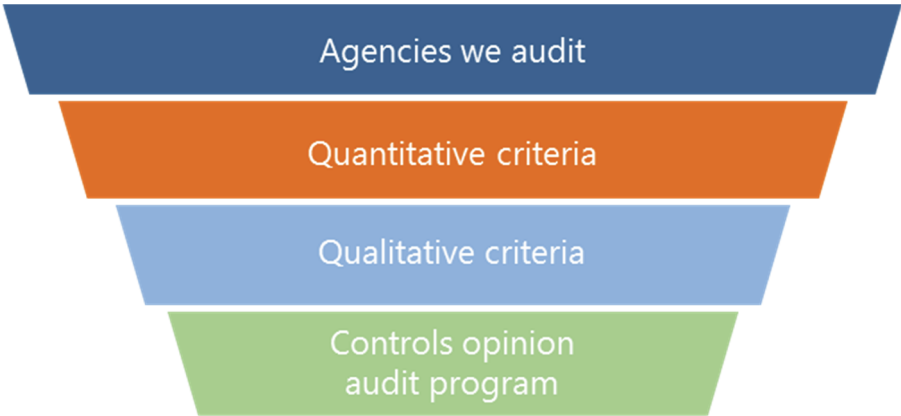 Agencies we audit
Quantitative criteria
Qualitative criteria
Controls opinion
audit program